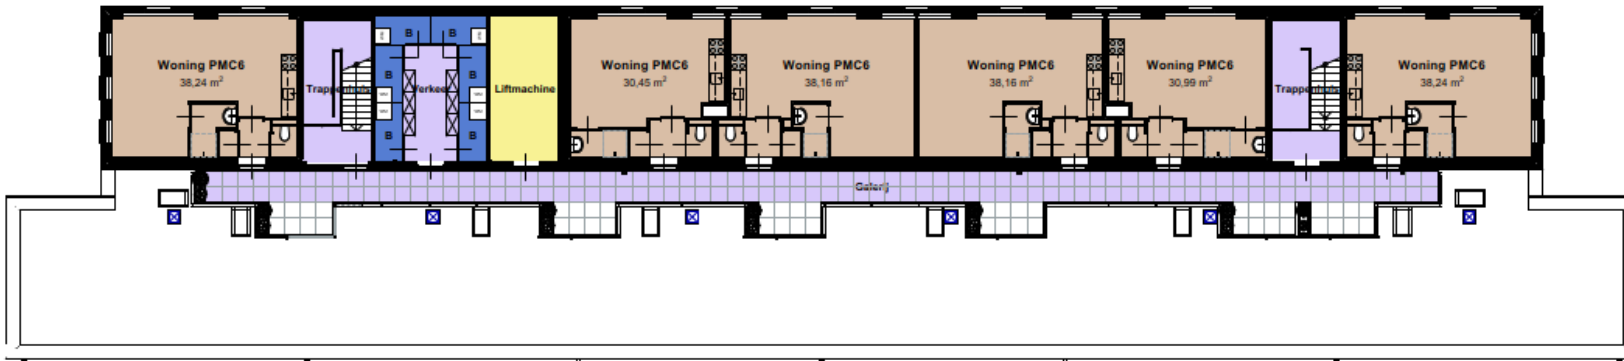 Woning PMC6
38,24 m²
Trappenhuis
B
B
B
B
B
B
Verkeer
Liftmachine
Woning PMC6
30,45 m²
Woning PMC6
38,16 m²
Woning PMC6
38,16 m²
Woning PMC6
30,99 m²
Trappenhuis
Woning PMC6
38,24 m²
Galerij